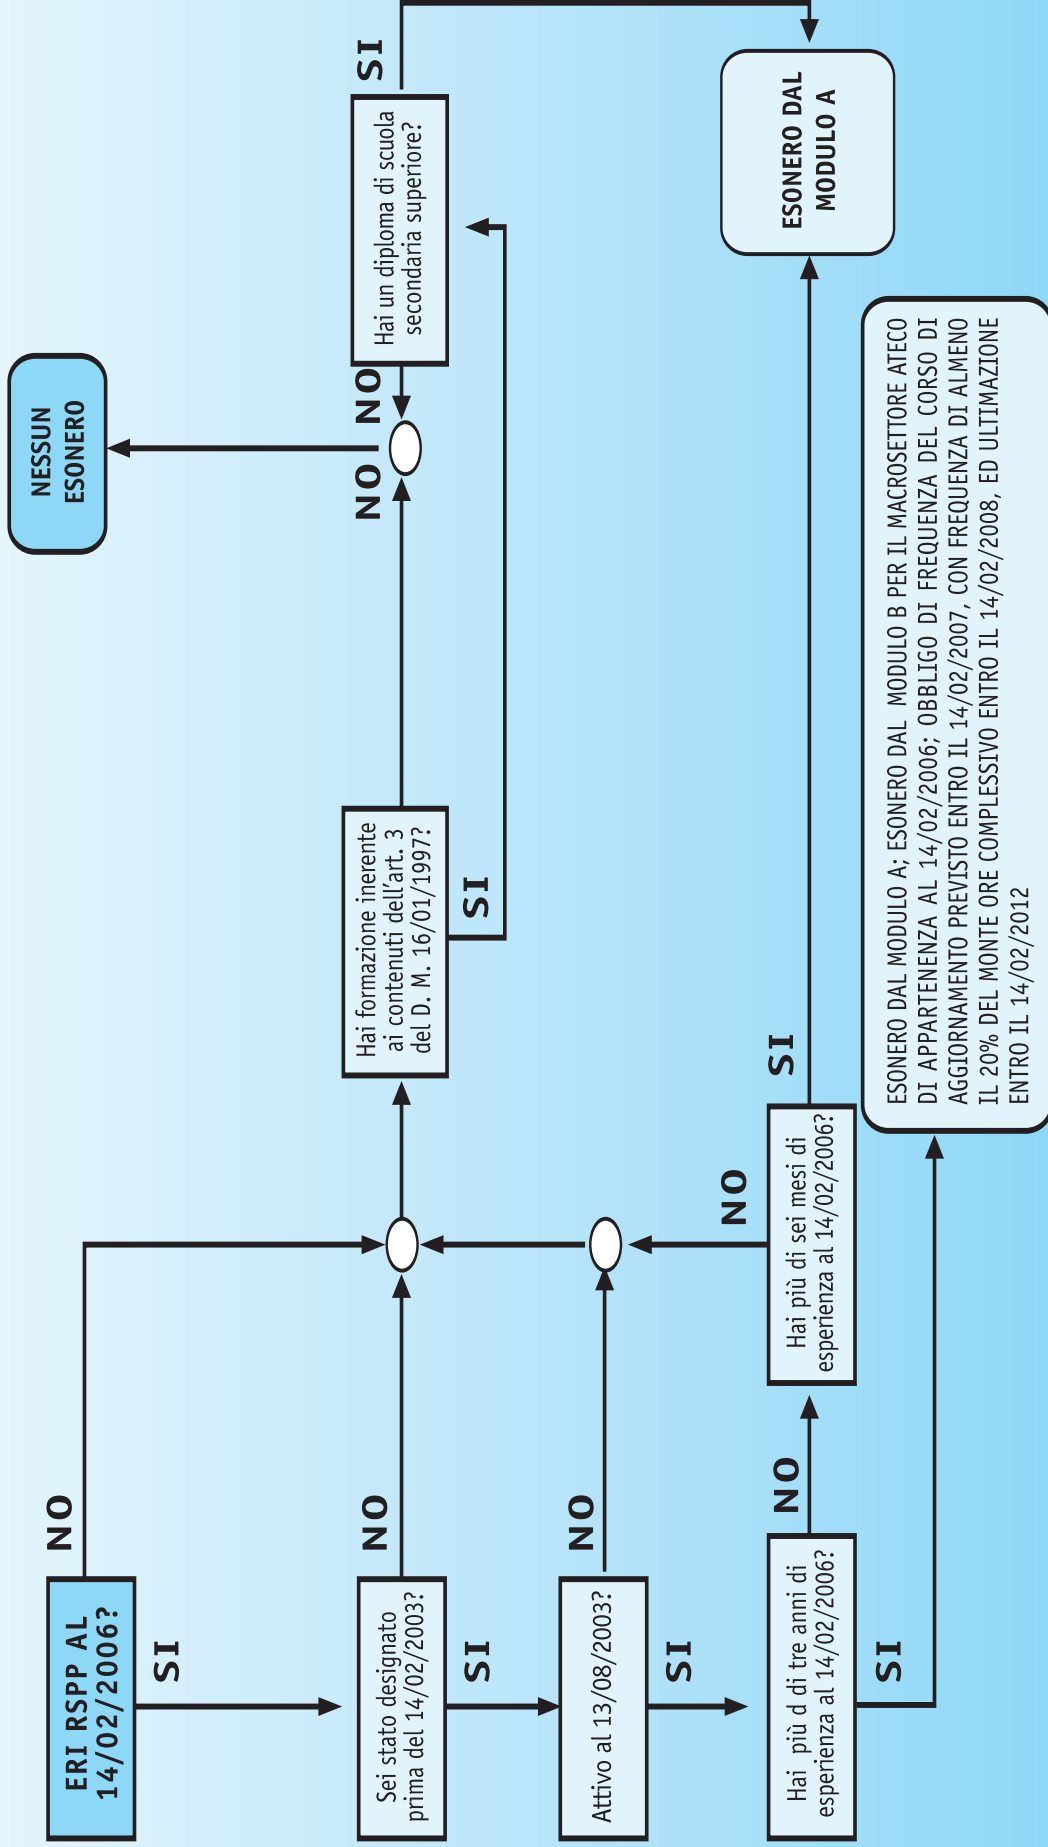 ERI RSPP AL
14/02/2006?
NO
SI
Sei stato designato
prima del 14/02/2003?
NO
SI
Attivo al 13/08/2003?
NO
SI
Hai più d di tre anni di
esperienza al 14/02/2006?
NO
SI
Hai più di sei mesi di
esperienza al 14/02/2006?
NO
SI
Hai formazione inerente
ai contenuti dell'art. 3
del D. M. 16/01/1997?
NO
SI
Hai un diploma di scuola
secondaria superiore?
NO
SI
NESSUN
ESONERO
ESONERO DAL
MODULO A
ESONERO DAL MODULO A; ESONERO DAL MODULO B PER IL MACROSETTORE ATECO
DI APPARTENENZA AL 14/02/2006; OBBLIGO DI FREQUENZA DEL CORSO DI
AGGIORNAMENTO PREVISTO ENTRO IL 14/02/2007, CON FREQUENZA DI ALMENO
IL 20% DEL MONTE ORE COMPLESSIVO ENTRO IL 14/02/2008, ED ULTIMAZIONE
ENTRO IL 14/02/2012